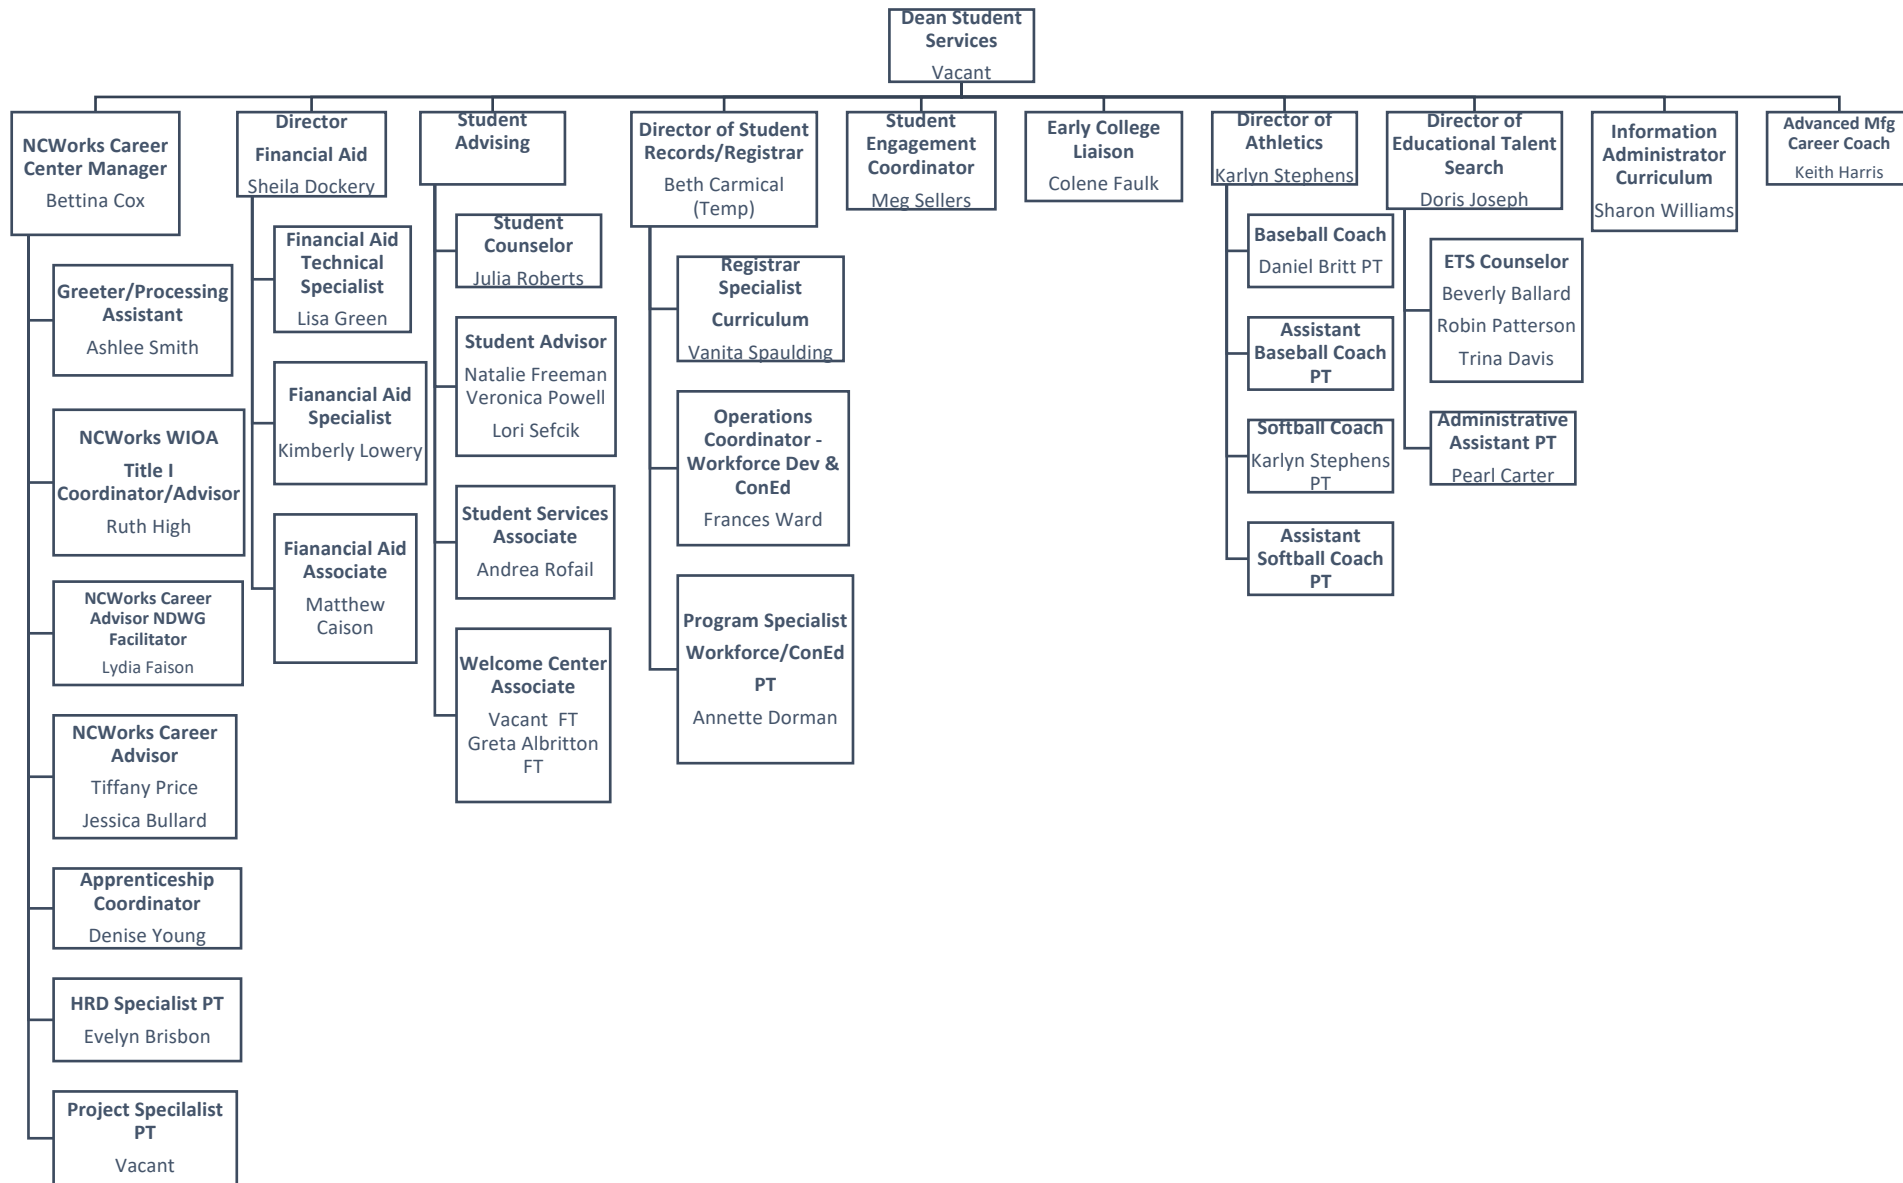 Dean Student
Services
Vacant
NCWorks Career
Center Manager
Bettina Cox
Greeter/Processing
Assistant
Ashlee Smith
NCWorks WIOA
Title I
Coordinator/Advisor
Ruth High
NCWorks Career
Advisor NDWG
Facilitator
Lydia Faison
NCWorks Career
Advisor
Tiffany Price
Jessica Bullard
Apprenticeship
Coordinator
Denise Young
HRD Specialist PT
Evelyn Brisbon
Project Specilalist
PT
Vacant
Director
Financial Aid
Sheila Dockery
Financial Aid
Technical
Specialist
Lisa Green
Fianancial Aid
Specialist
Kimberly Lowery
Fianancial Aid
Associate
Matthew
Caison
Student
Advising
Student
Counselor
Julia Roberts
Student Advisor
Natalie Freeman
Veronica Powell
Lori Sefcik
Student Services
Associate
Andrea Rofail
Welcome Center
Associate
Vacant  FT
Greta Albritton
FT
Director of Student
Records/Registrar
Beth Carmical
(Temp)
Registrar
Specialist
Curriculum
Vanita Spaulding
Operations
Coordinator -
Workforce Dev &
ConEd
Frances Ward
Program Specialist
Workforce/ConEd
PT
Annette Dorman
Student
Engagement
Coordinator
Meg Sellers
Early College
Liaison
Colene Faulk
Director of
Athletics
Karlyn Stephens
Baseball Coach
Daniel Britt PT
Assistant
Baseball Coach
PT
Softball Coach
Karlyn Stephens
PT
Assistant
Softball Coach
PT
Director of
Educational Talent
Search
Doris Joseph
ETS Counselor
Beverly Ballard
Robin Patterson
Trina Davis
Administrative
Assistant PT
Pearl Carter
Information
Administrator
Curriculum
Sharon Williams
Advanced Mfg
Career Coach
Keith Harris